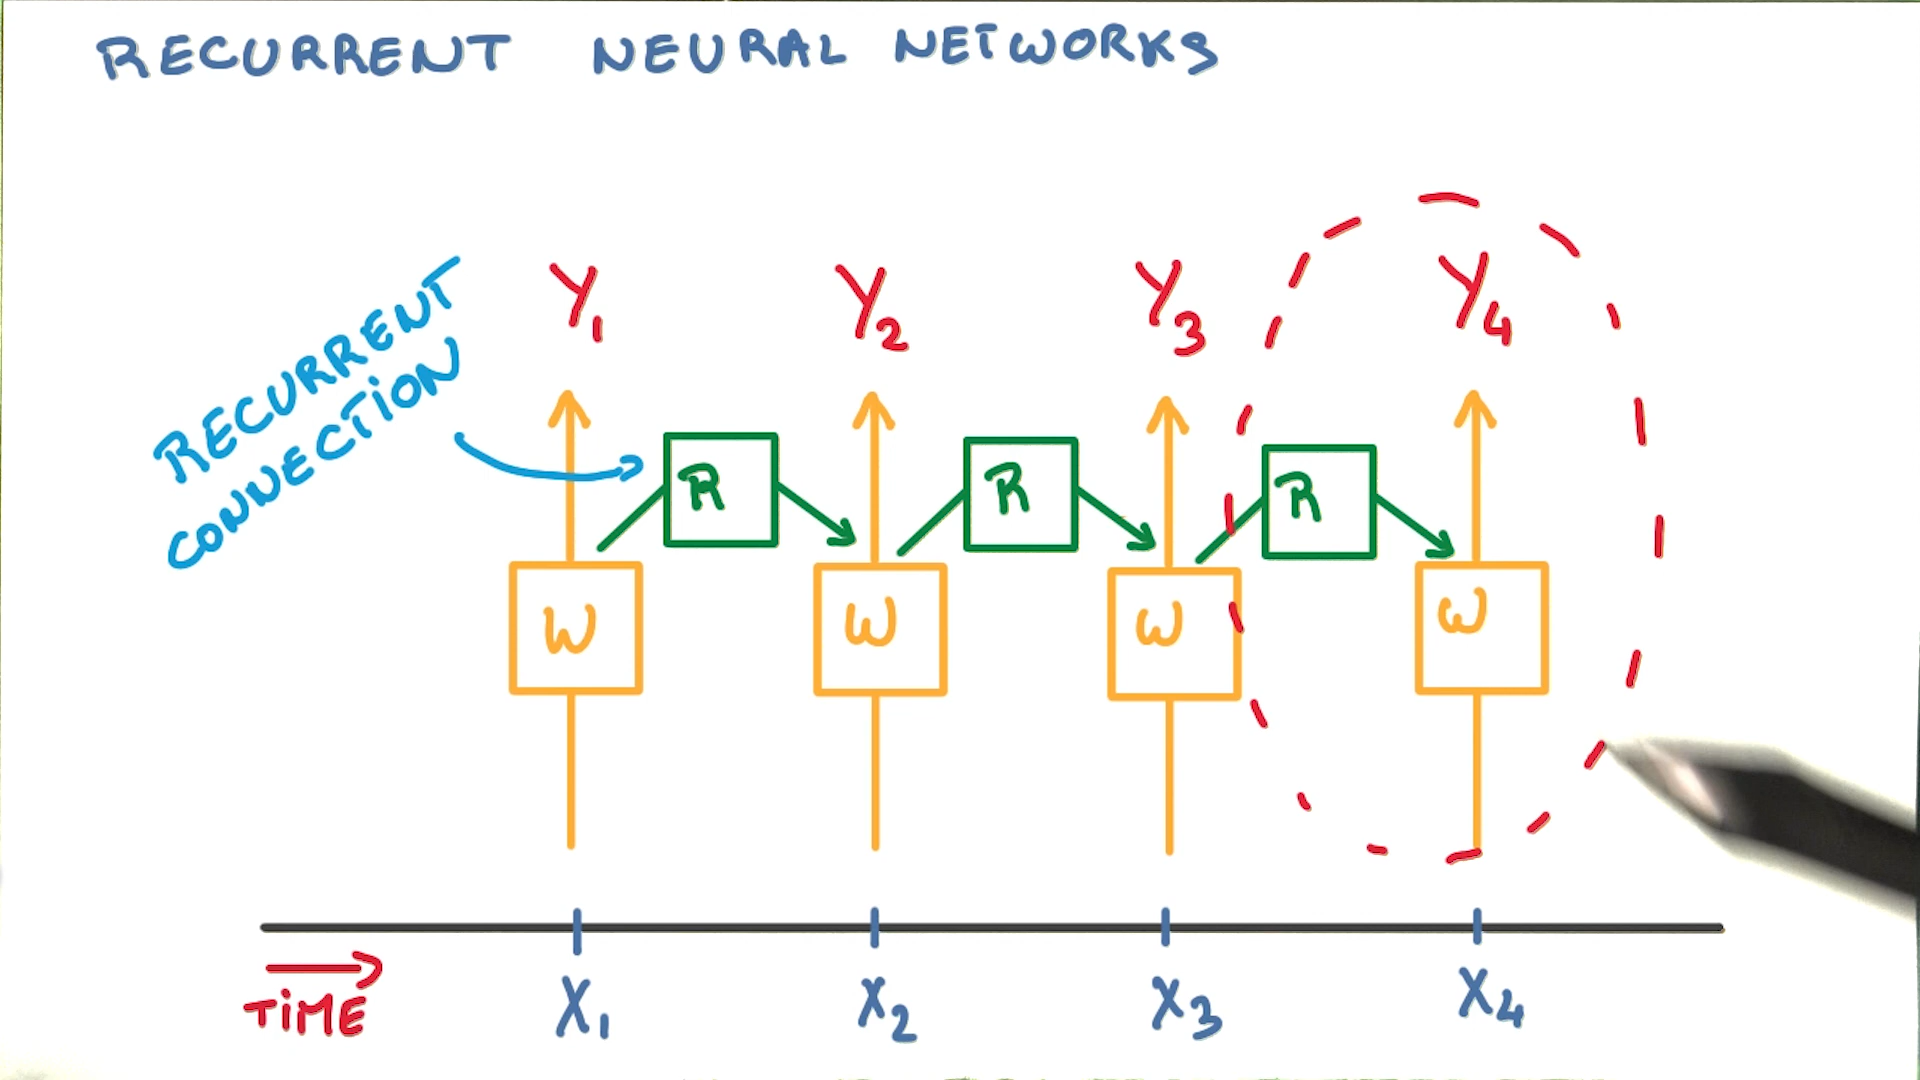 RECURRENT NEURAL NETWORKS
RECURRENT
CONNECTION
Y1 Y2 Y3 Y4
R R R
W W W W
TiME
X1 X2 X3 X4